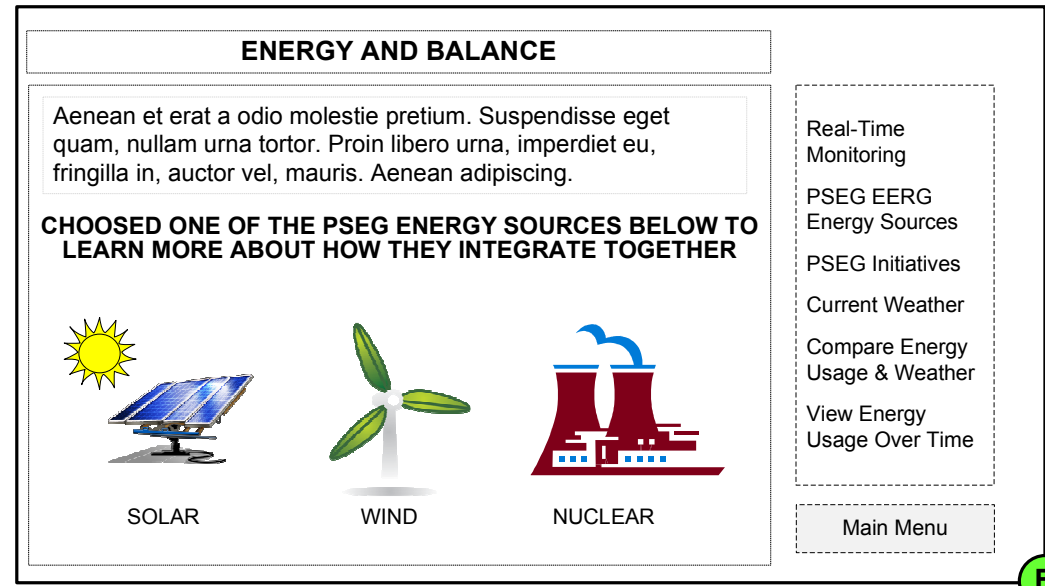 ENERGY AND BALANCE
Aenean et erat a odio molestie pretium. Suspendisse eget
quam, nullam urna tortor. Proin libero urna, imperdiet eu,
fringilla in, auctor vel, mauris. Aenean adipiscing.
CHOOSED ONE OF THE PSEG ENERGY SOURCES BELOW TO
LEARN MORE ABOUT HOW THEY INTEGRATE TOGETHER
SOLAR
WIND
NUCLEAR
Real-Time
Monitoring
PSEG EERG
Energy Sources
PSEG Initiatives
Current Weather
Compare Energy
Usage & Weather
View Energy
Usage Over Time
Main Menu